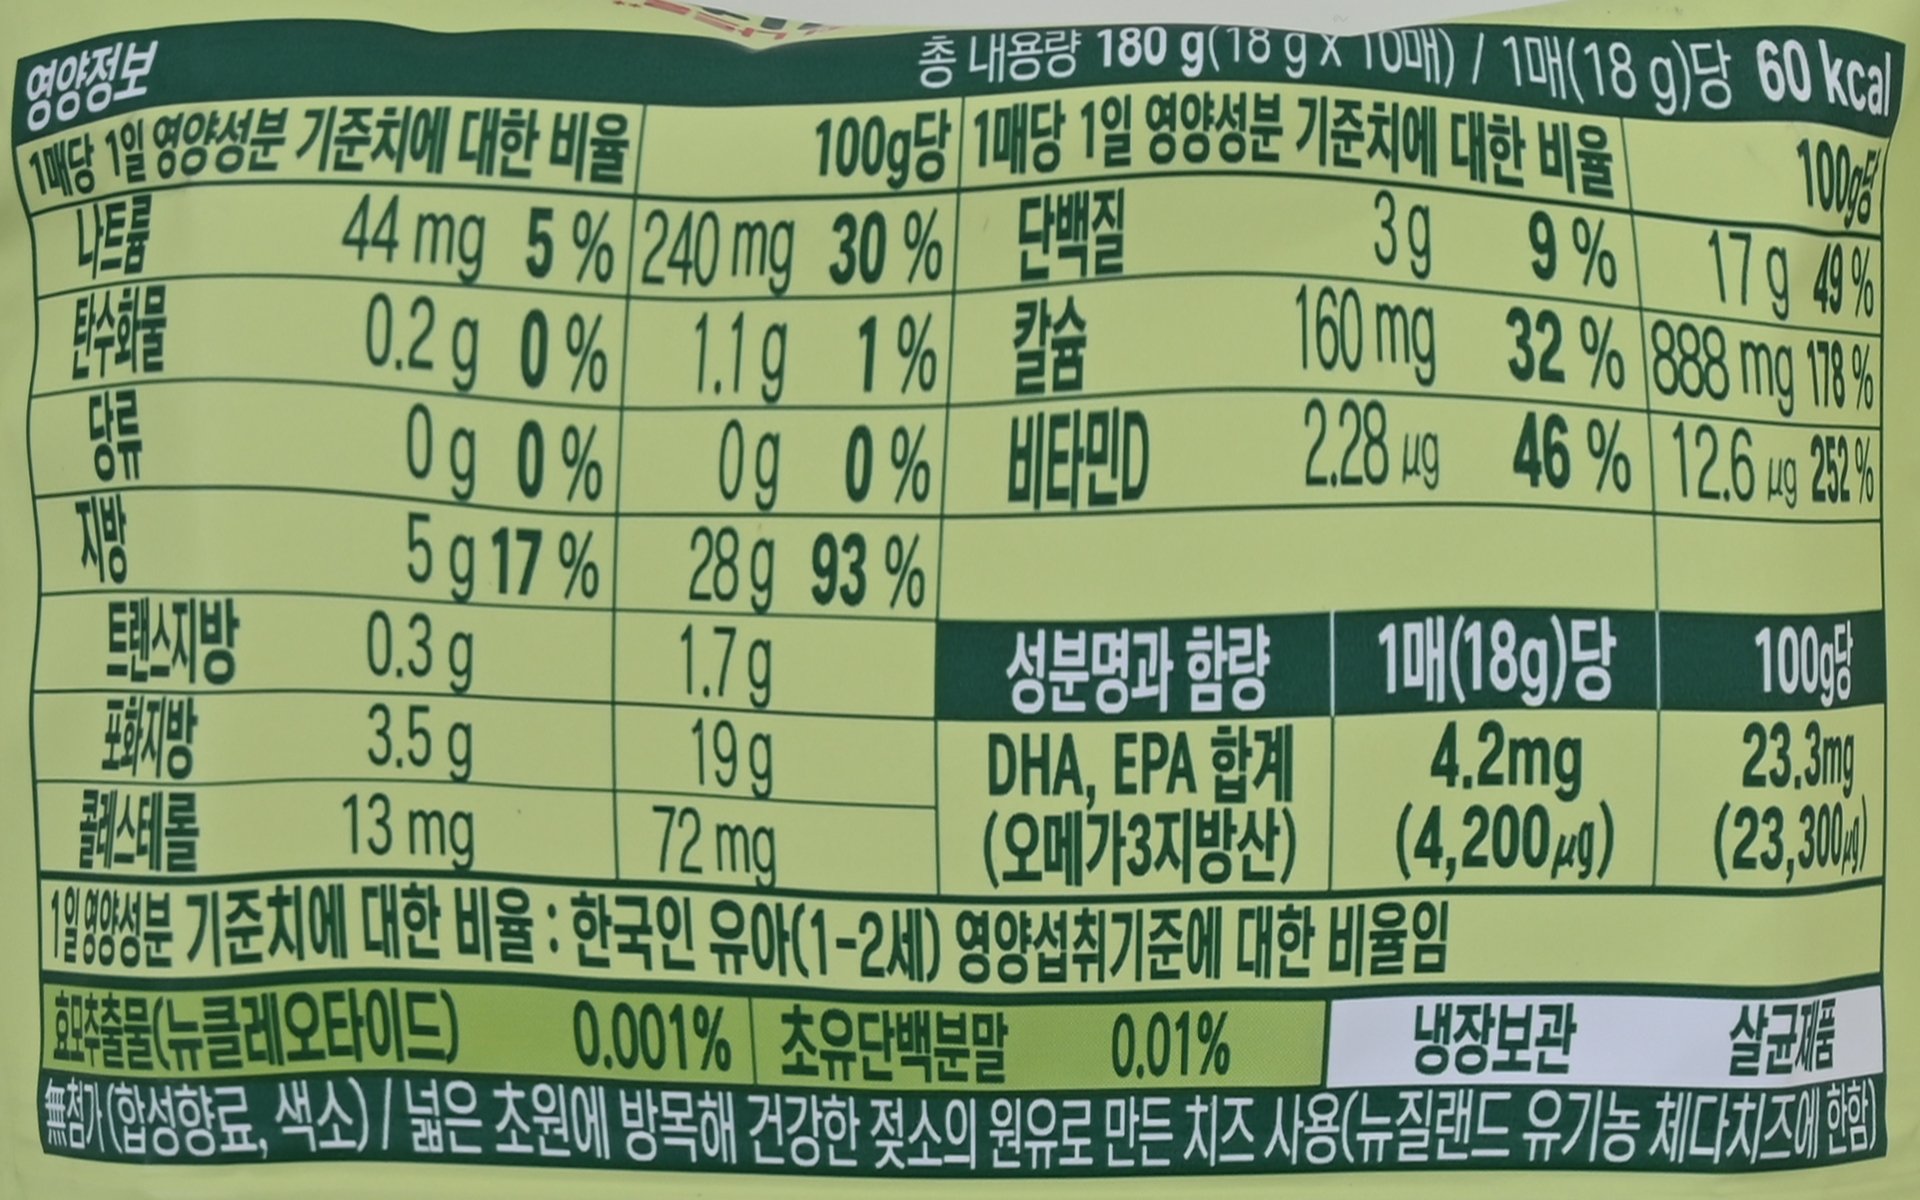 영양정보
총 내용량 180 g(18 g X 10매) / 1매(18 g)당 60 kcal
1매당 1일 영양성분 기준치에 대한 비율 100g당 1매당 1일 영양성분 기준치에 대한 비율 100g당
나트륨 44 mg 5 % 240 mg 30 % 단백질 3 g 9 % 17 g 49 %
탄수화물 0.2 g 0 % 1.1 g 1 % 칼슘 160 mg 32 % 888 mg 178 %
당류 0 g 0 % 0 g 0 % 비타민D 2.28 μg 46 % 12.6 μg 252 %
지방 5 g 17 % 28 g 93 %
트랜스지방 0.3 g 1.7 g 성분명과 함량 1매(18g)당 100g당
포화지방 3.5 g 19 g DHA, EPA 합계 4.2mg 23.3mg
콜레스테롤 13 mg 72 mg (오메가3지방산) (4,200μg) (23,300μg)
1일영양성분 기준치에 대한 비율 : 한국인 유아(1-2세) 영양섭취기준에 대한 비율임
효모추출물(뉴클레오타이드) 0.001% 초유단백분말 0.01% 냉장보관 살균제품
無첨가(합성향료, 색소) / 넓은 초원에 방목해 건강한 젖소의 원유로 만든 치즈 사용(뉴질랜드 유기농 체다치즈에 한함)